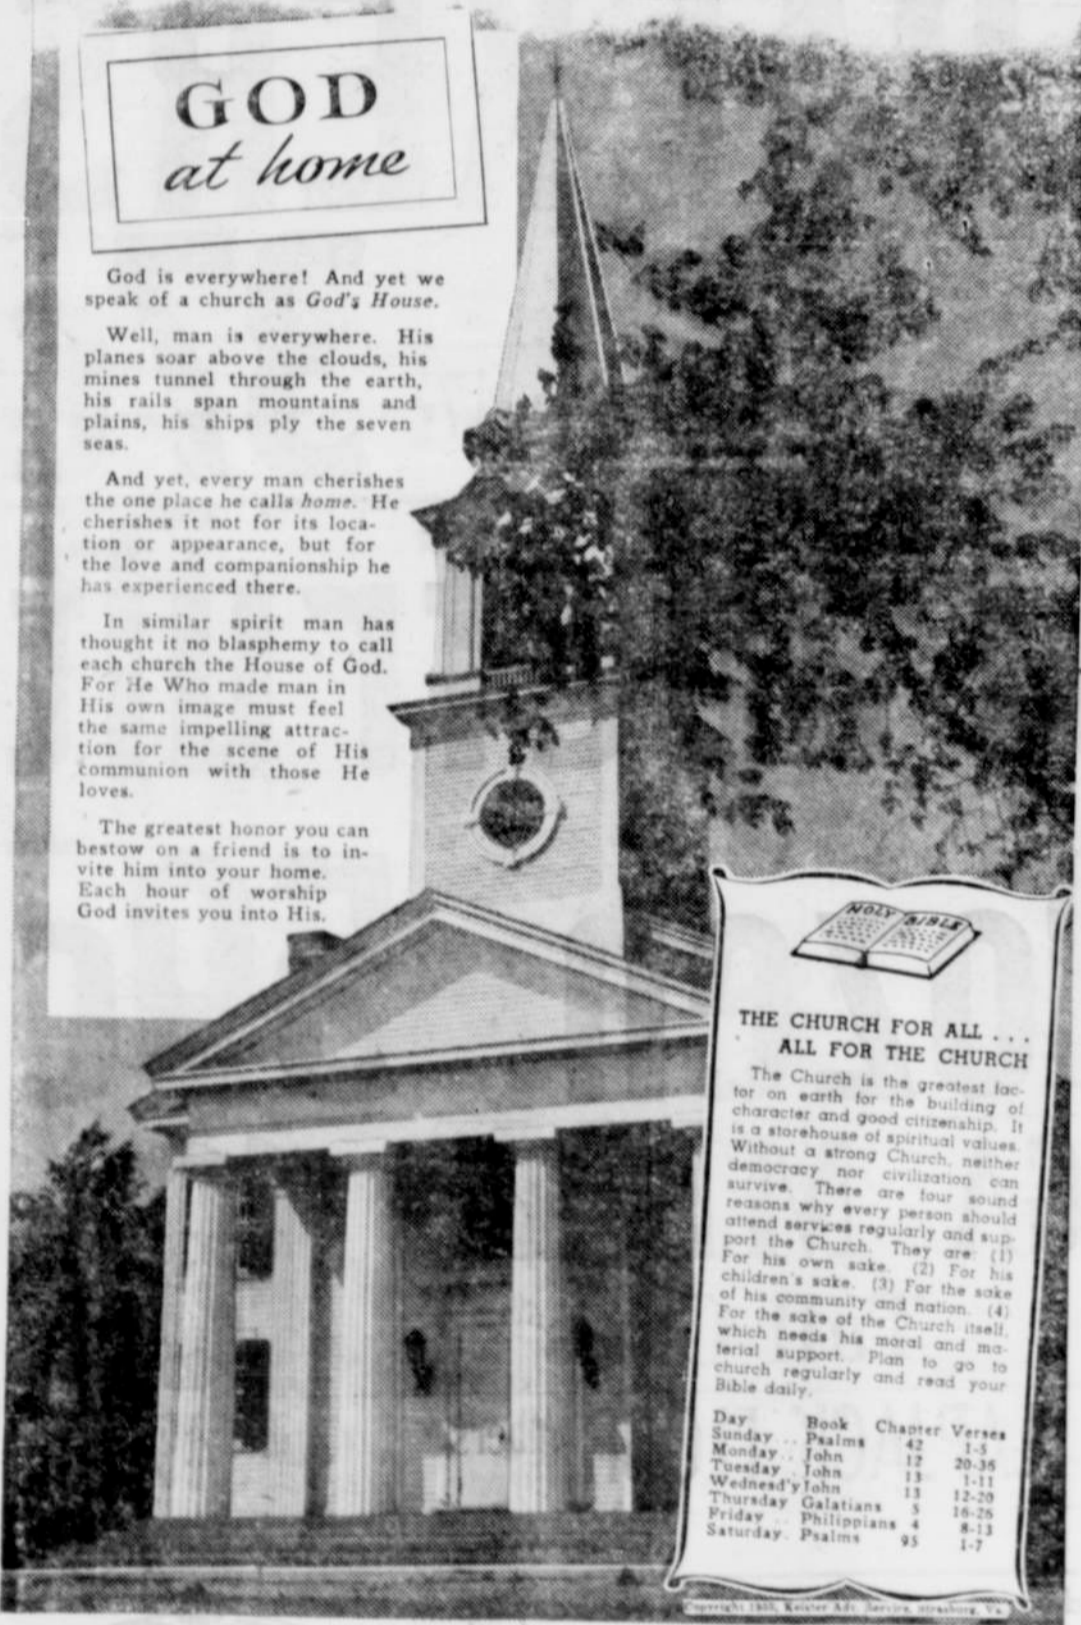 GOD
at home
God is everywhere! And yet we
speak of a church as God's House.
Well, man is everywhere. His
planes soar above the clouds, his
mines tunnel through the earth,
his rails span mountains and
plains, his ships ply the seven
seas.
And yet, every man cherishes
the one place he calls home. He
cherishes it not for its loca-
tion or appearance, but for
the love and companionship he
has experienced there.
In similar spirit man has
thought it no blasphemy to call
each church the House of God.
For He Who made man in
His own image must feel
the same impelling attrac-
tion for the scene of His
communion with those He
loves.
The greatest honor you can
bestow on a friend is to in-
vite him into your home.
Each hour of worship
God invites you into His.
HOLY BIBLE
THE CHURCH FOR ALL . . .
ALL FOR THE CHURCH
The Church is the greatest fac-
tor on earth for the building of
character and good citizenship. It
is a storehouse of spiritual values.
Without a strong Church, neither
democracy nor civilization can
survive. There are four sound
reasons why every person should
attend services regularly and sup-
port the Church. They are: (1)
For his own sake. (2) For his
children's sake. (3) For the sake
of his community and nation. (4)
For the sake of the Church itself,
which needs his moral and ma-
terial support. Plan to go to
church regularly and read your
Bible daily.
Day Book Chapter Verses
Sunday... Psalms 42 1-5
Monday.. John 12 20-36
Tuesday . John 13 1-11
Wednesd'y John 13 12-20
Thursday Galatians 5 16-26
Friday .. Philippians 4 8-13
Saturday. Psalms 95 1-7
Copyright Keister Adv. Service, Strasburg, Va.